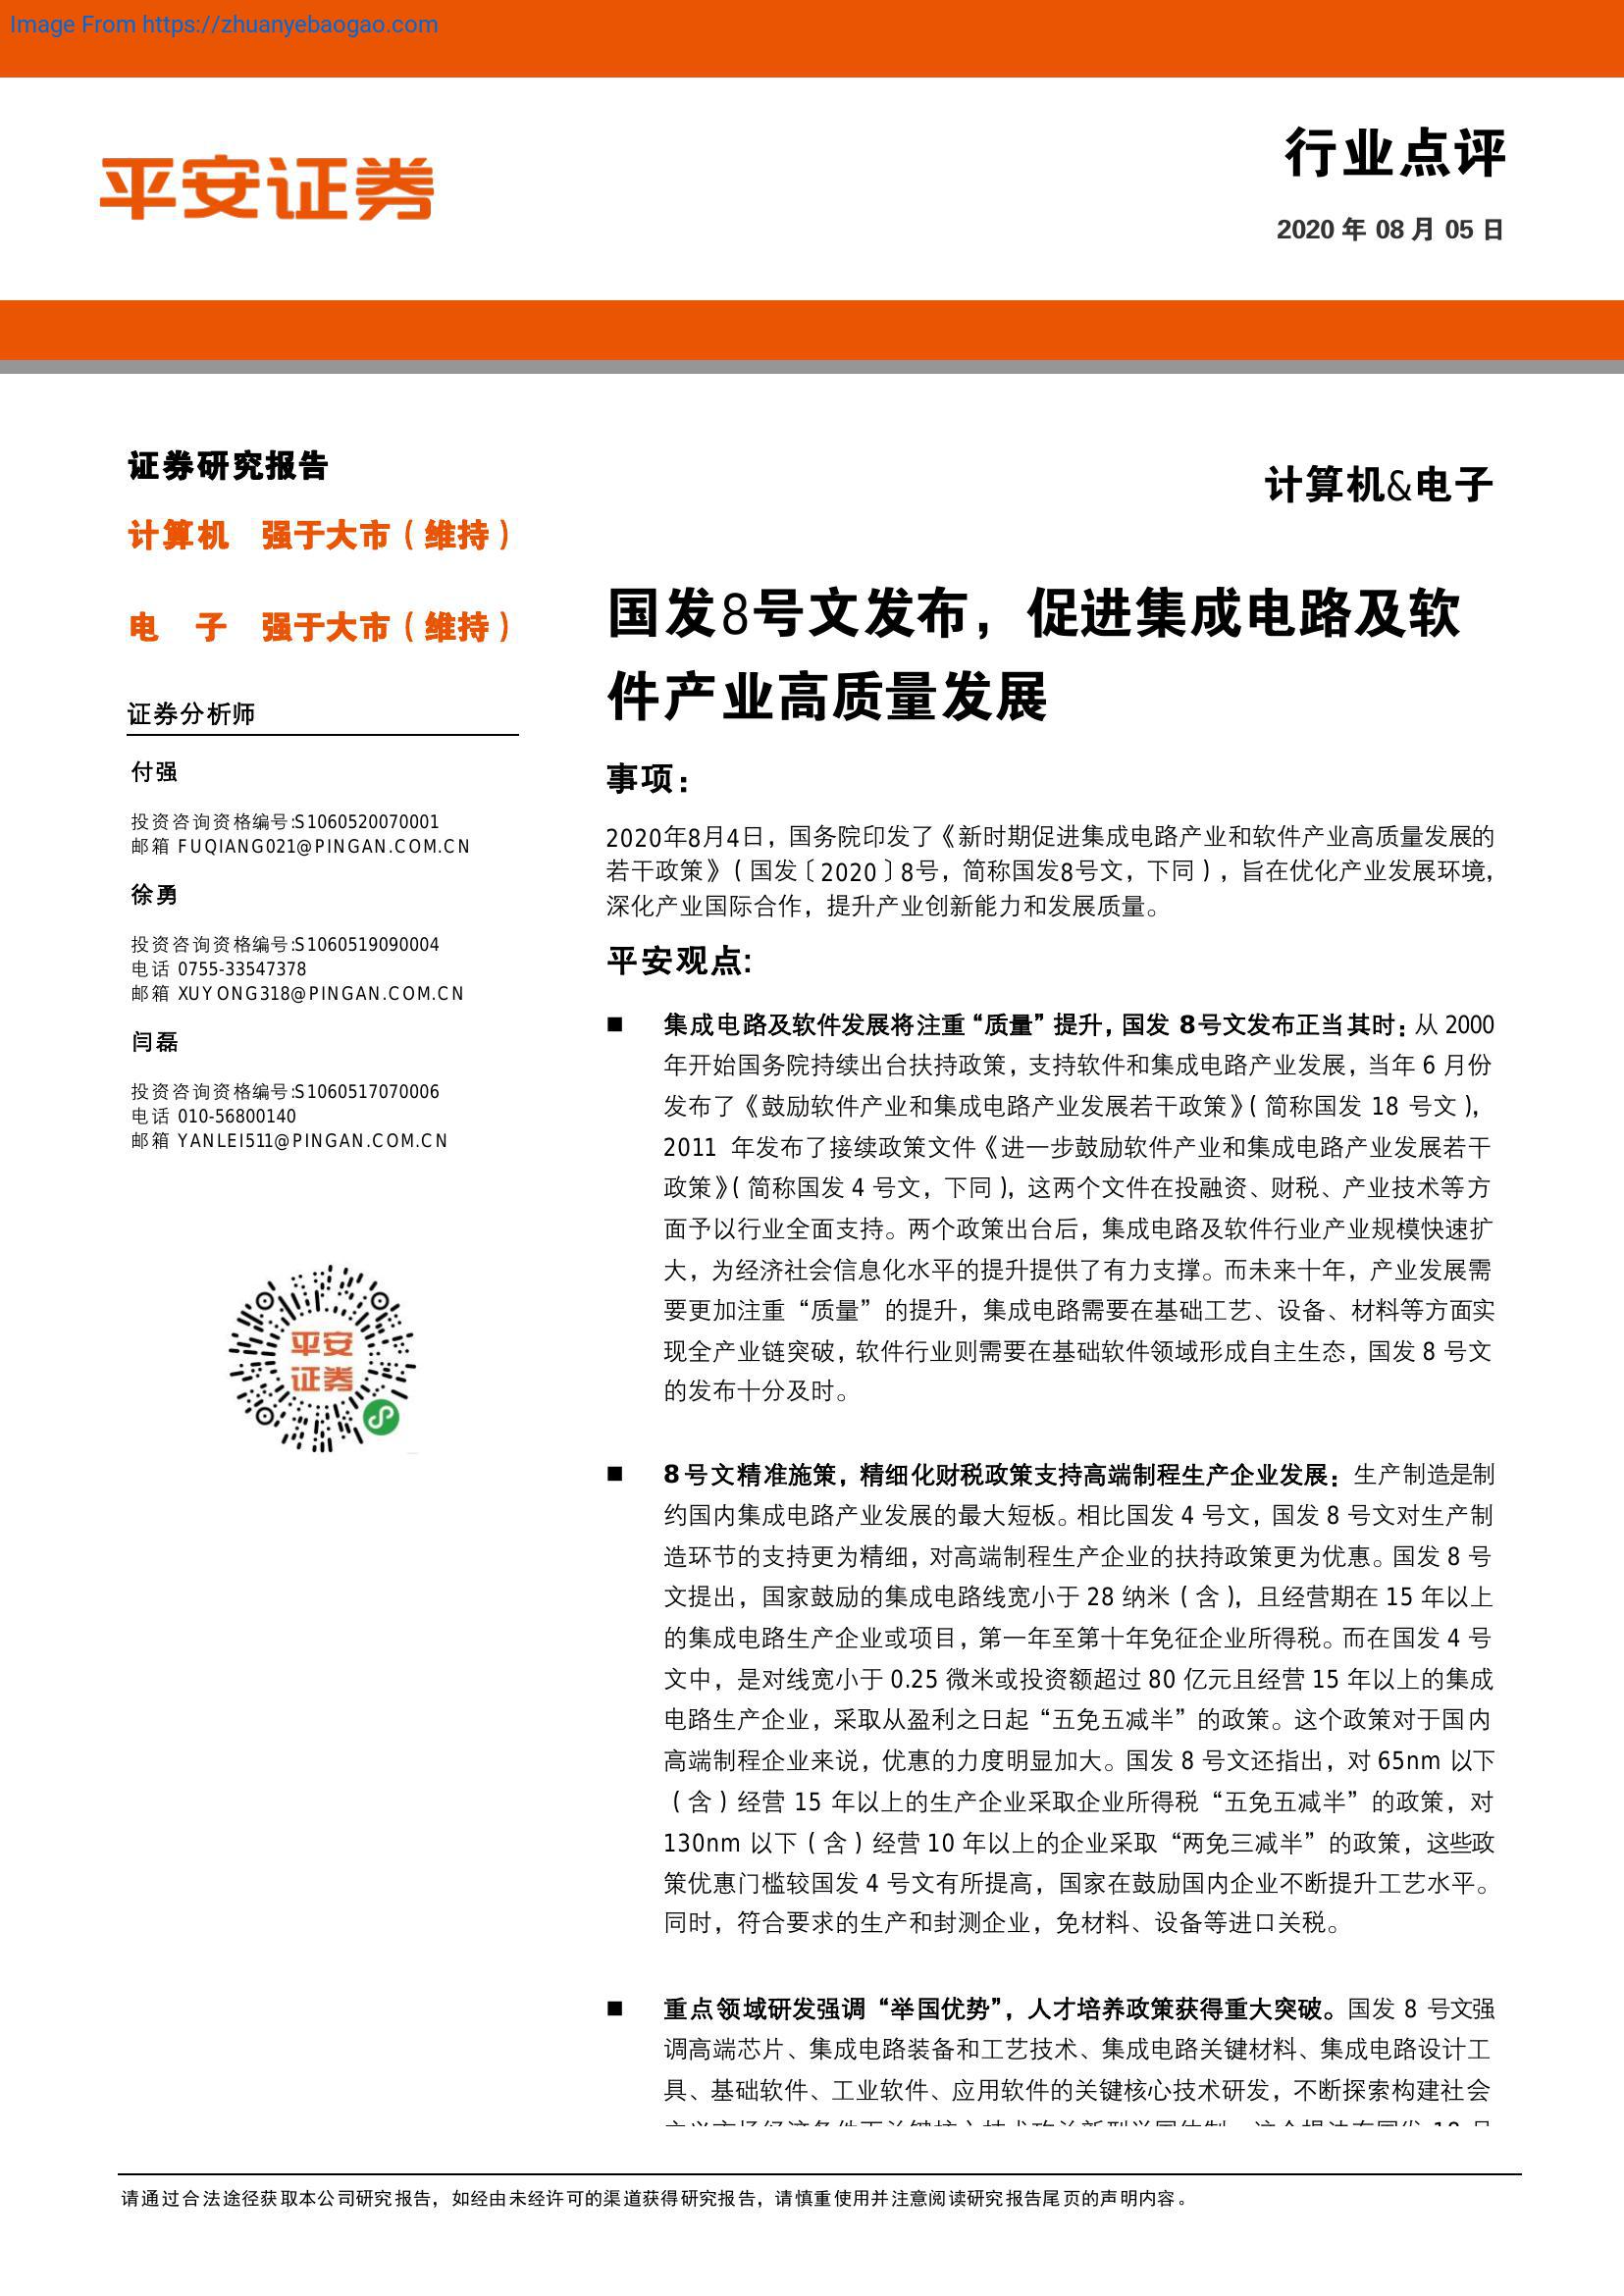 Image From https://zhuanyebaogao.com
平安证券
行业点评
2020 年 08 月 05 日
证券研究报告
计算机 强于大市（维持）
电 子 强于大市（维持）
证券分析师
付强
投资咨询资格编号:S1060520070001
邮箱 FUQIANG021@PINGAN.COM.CN
徐勇
投资咨询资格编号:S1060519090004
电话 0755-33547378
邮箱 XUYONG318@PINGAN.COM.CN
闫磊
投资咨询资格编号:S1060517070006
电话 010-56800140
邮箱 YANLEI511@PINGAN.COM.CN
平安
证券
计算机&电子
国发8号文发布，促进集成电路及软
件产业高质量发展
事项：
2020年8月4日，国务院印发了《新时期促进集成电路产业和软件产业高质量发展的
若干政策》（国发〔2020〕8号，简称国发8号文，下同），旨在优化产业发展环境，
深化产业国际合作，提升产业创新能力和发展质量。
平安观点:
■ 集成电路及软件发展将注重“质量”提升，国发 8号文发布正当其时：从 2000
年开始国务院持续出台扶持政策，支持软件和集成电路产业发展，当年 6 月份
发布了《鼓励软件产业和集成电路产业发展若干政策》（简称国发 18 号文），
2011 年发布了接续政策文件《进一步鼓励软件产业和集成电路产业发展若干
政策》（简称国发 4 号文，下同），这两个文件在投融资、财税、产业技术等方
面予以行业全面支持。两个政策出台后，集成电路及软件行业产业规模快速扩
大，为经济社会信息化水平的提升提供了有力支撑。而未来十年，产业发展需
要更加注重“质量”的提升，集成电路需要在基础工艺、设备、材料等方面实
现全产业链突破，软件行业则需要在基础软件领域形成自主生态，国发 8 号文
的发布十分及时。
■ 8号文精准施策，精细化财税政策支持高端制程生产企业发展：生产制造是制
约国内集成电路产业发展的最大短板。相比国发 4 号文，国发 8 号文对生产制
造环节的支持更为精细，对高端制程生产企业的扶持政策更为优惠。国发 8 号
文提出，国家鼓励的集成电路线宽小于 28 纳米（含），且经营期在 15 年以上
的集成电路生产企业或项目，第一年至第十年免征企业所得税。而在国发 4 号
文中，是对线宽小于 0.25 微米或投资额超过 80 亿元且经营 15 年以上的集成
电路生产企业，采取从盈利之日起“五免五减半”的政策。这个政策对于国内
高端制程企业来说，优惠的力度明显加大。国发 8 号文还指出，对 65nm 以下
（含）经营 15 年以上的生产企业采取企业所得税“五免五减半”的政策，对
130nm 以下（含）经营 10 年以上的企业采取“两免三减半”的政策，这些政
策优惠门槛较国发 4 号文有所提高，国家在鼓励国内企业不断提升工艺水平。
同时，符合要求的生产和封测企业，免材料、设备等进口关税。
■ 重点领域研发强调“举国优势”，人才培养政策获得重大突破。国发 8 号文强
调高端芯片、集成电路装备和工艺技术、集成电路关键材料、集成电路设计工
具、基础软件、工业软件、应用软件的关键核心技术研发，不断探索构建社会
请通过合法途径获取本公司研究报告，如经由未经许可的渠道获得研究报告，请慎重使用并注意阅读研究报告尾页的声明内容。